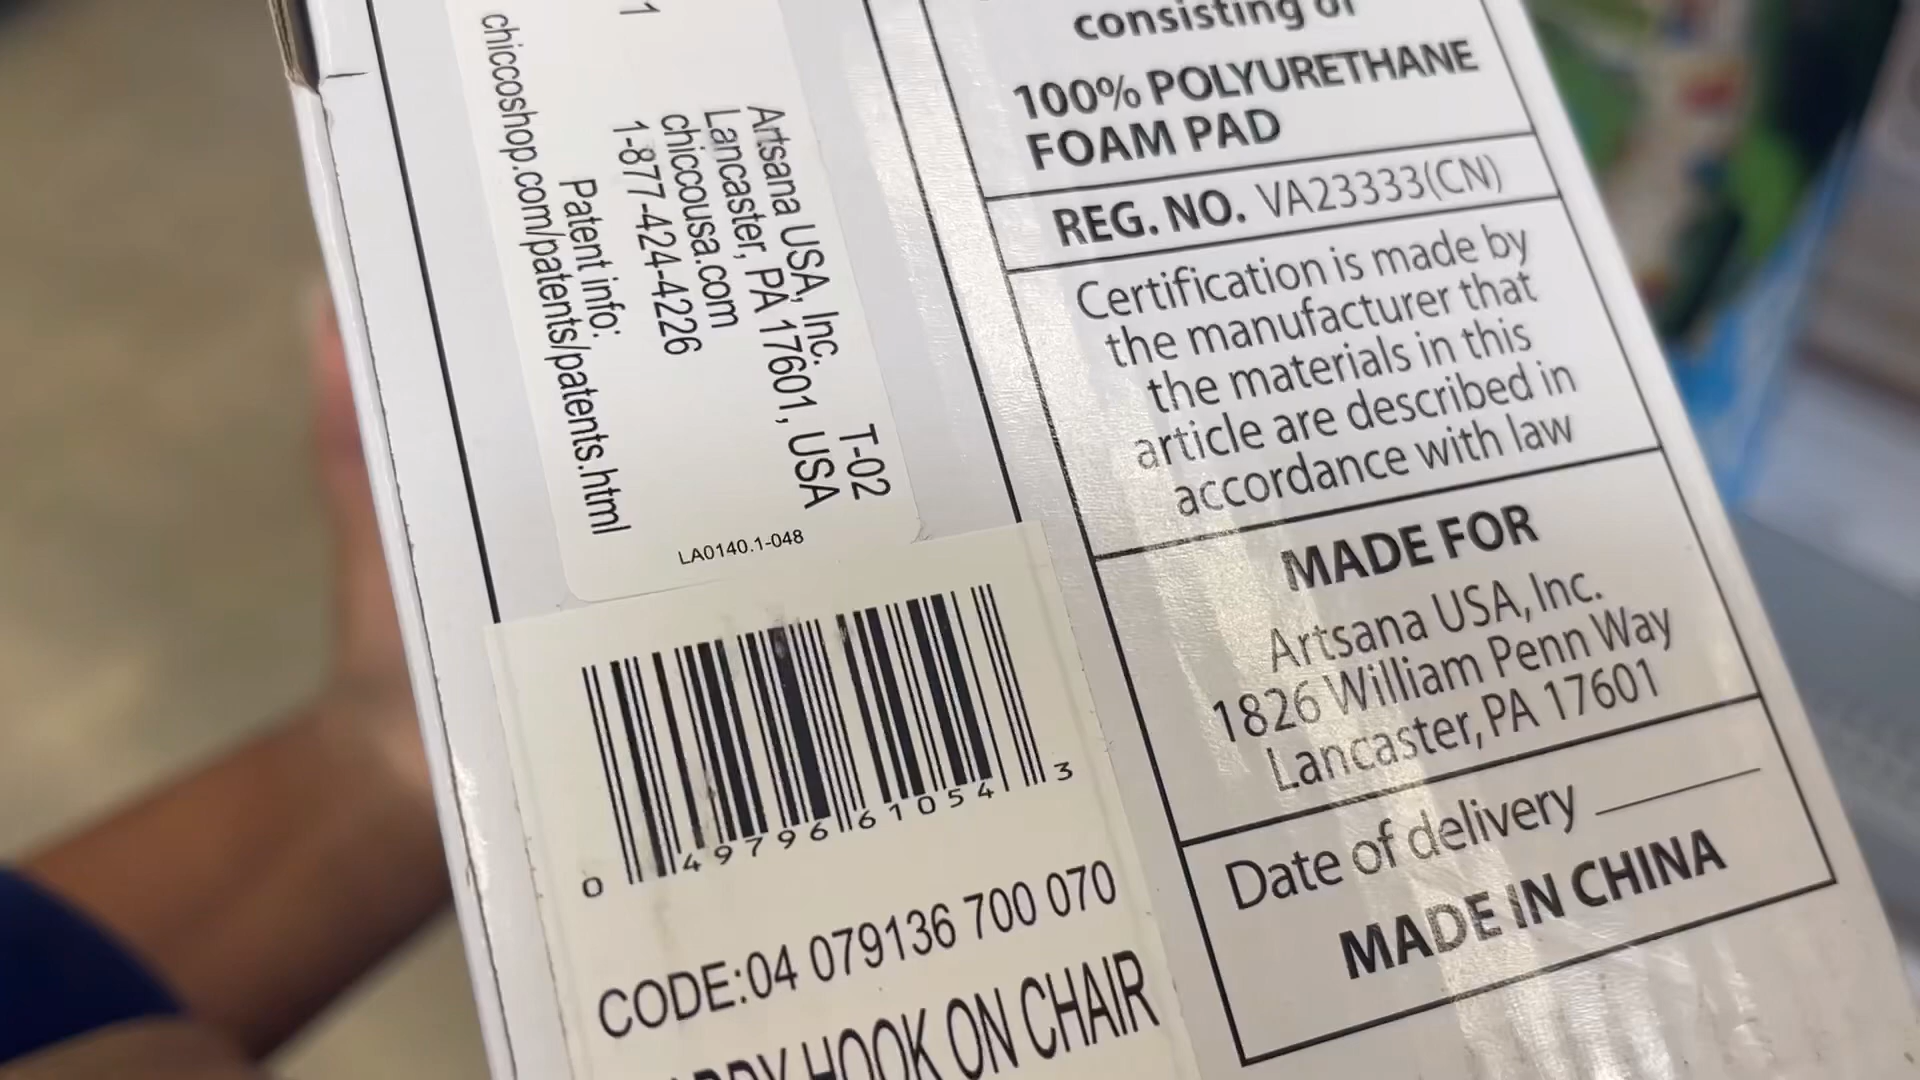 Artsana USA, Inc.
Lancaster, PA 17601, USA
chiccousa.com
1-877-424-4226
Patent info:
chiccoshop.com/patents/patents.html
T-02
LA0140.1-048
0 49796 61054 3
CODE:04 079136 700 070
HOOK ON CHAIR
consisting of
100% POLYURETHANE
FOAM PAD
REG. NO. VA23333(CN)
Certification is made by
the manufacturer that
the materials in this
article are described in
accordance with law
MADE FOR
Artsana USA, Inc.
1826 William Penn Way
Lancaster, PA 17601
Date of delivery
MADE IN CHINA